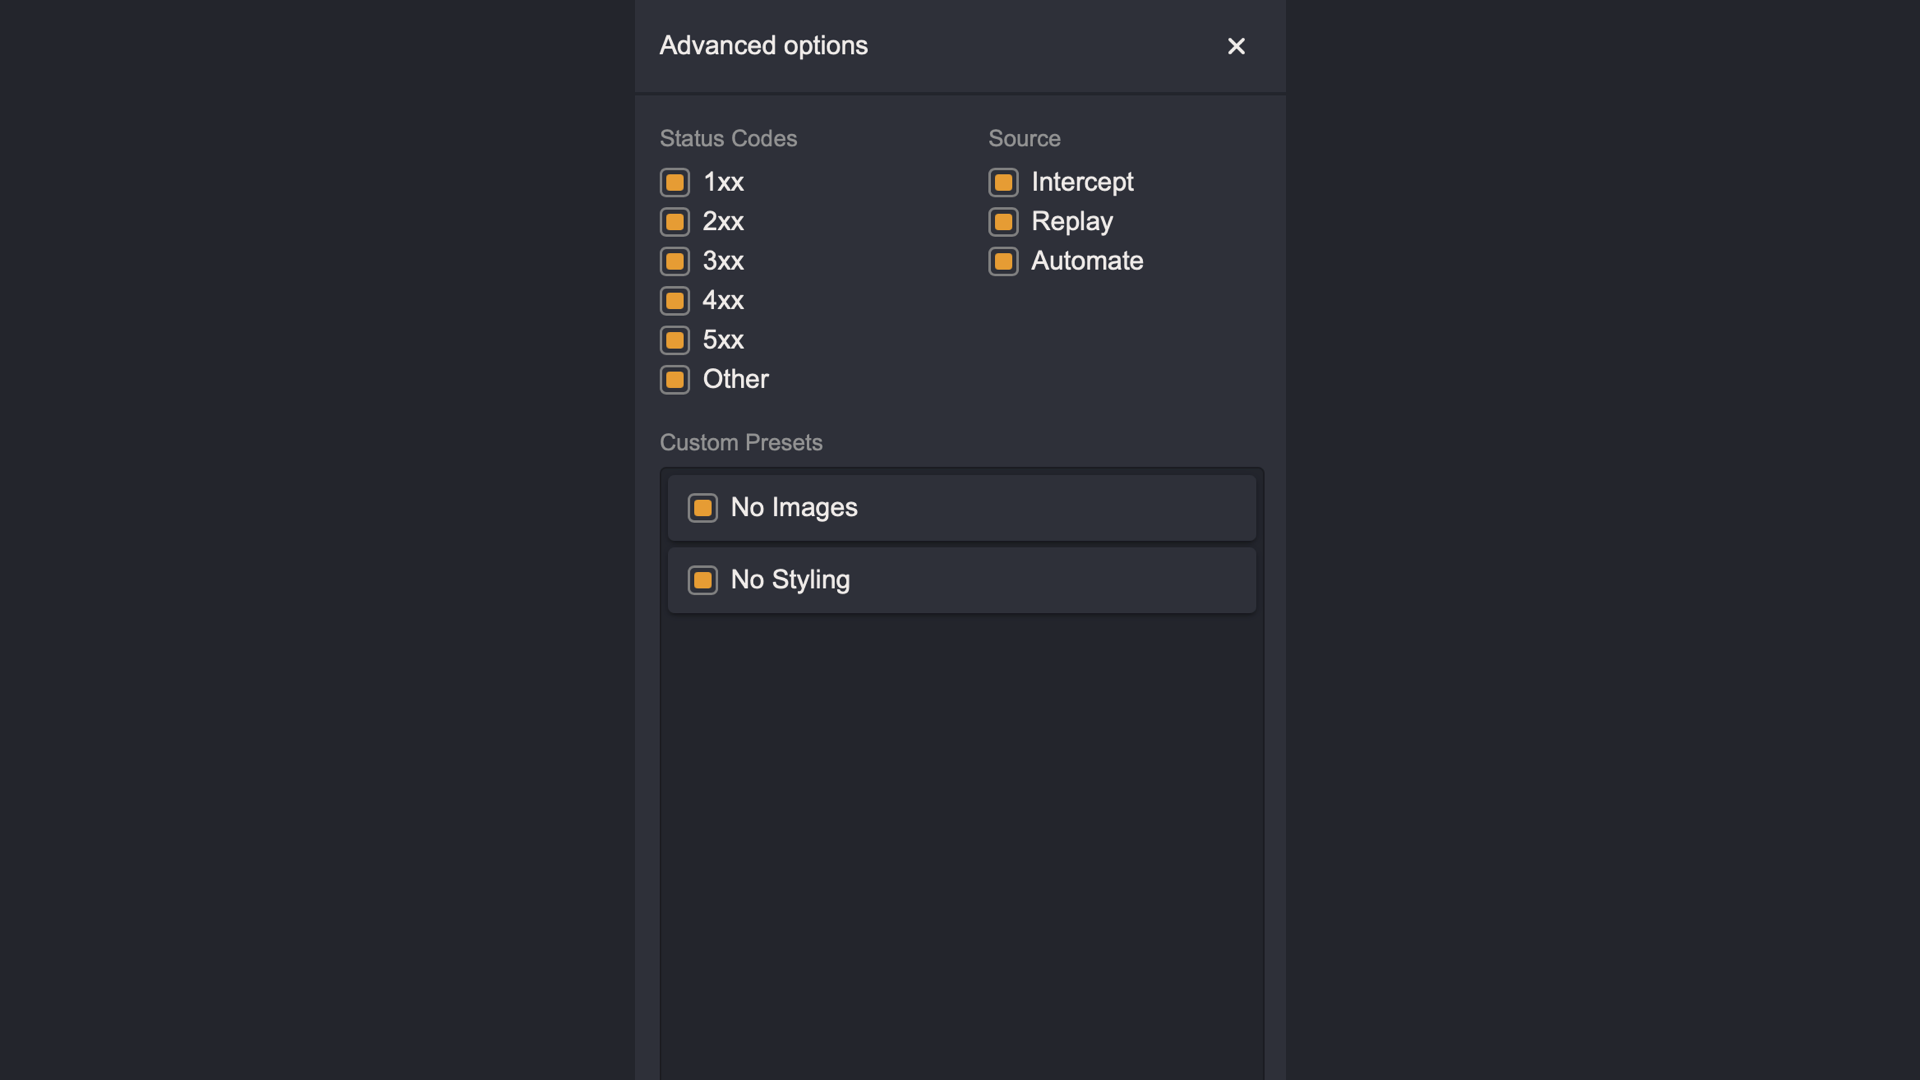 Advanced options
Status Codes
1xx
2xx
3xx
4xx
5xx
Other
Source
Intercept
Replay
Automate
Custom Presets
No Images
No Styling